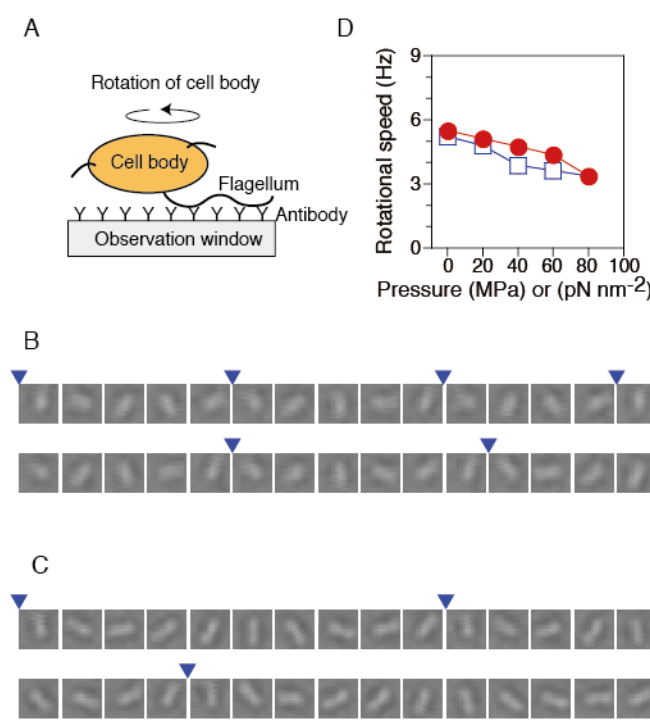 A
Rotation of cell body
Cell body
Flagellum
Antibody
Observation window
D
Rotational speed (Hz)
9
6
3
0
0 20 40 60 80 100
Pressure (MPa) or (pN nm-2)
B
C